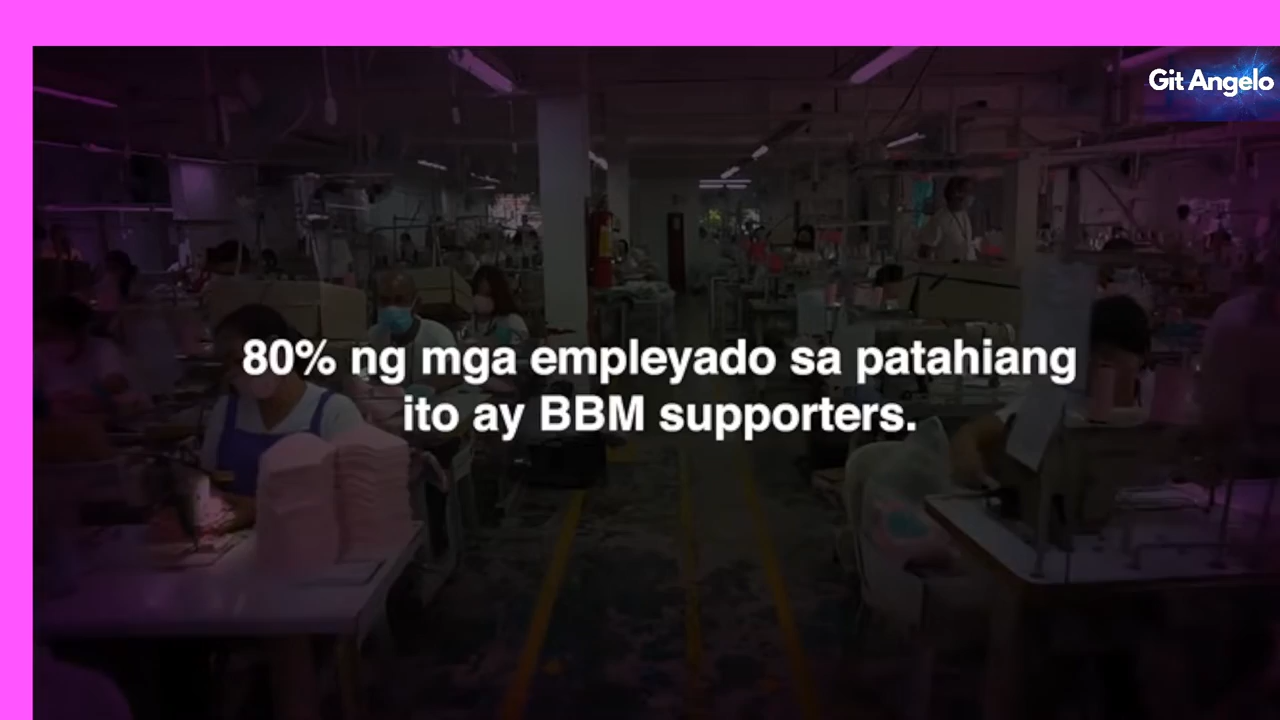 Git Angelo
80% ng mga empleyado sa patahiang
ito ay BBM supporters.